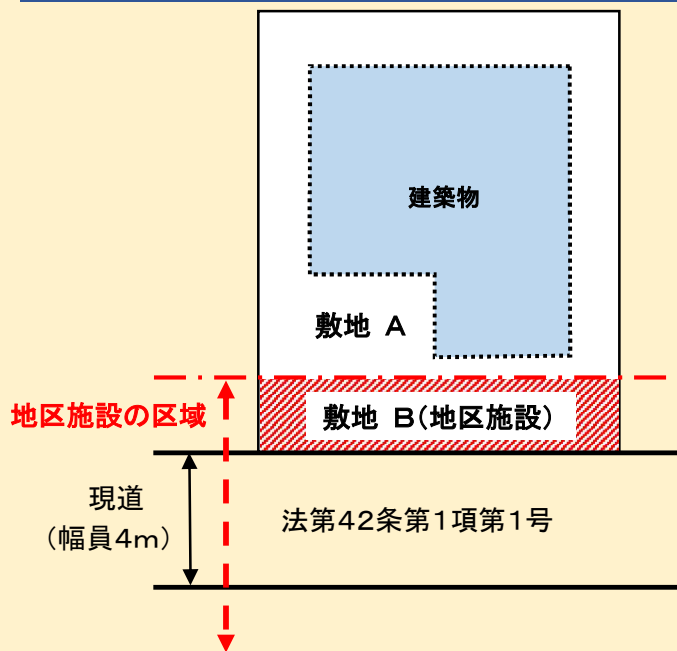 建築物
敷地 A
地区施設の区域
敷地 B(地区施設)
現道
(幅員4m)
法第42条第1項第1号